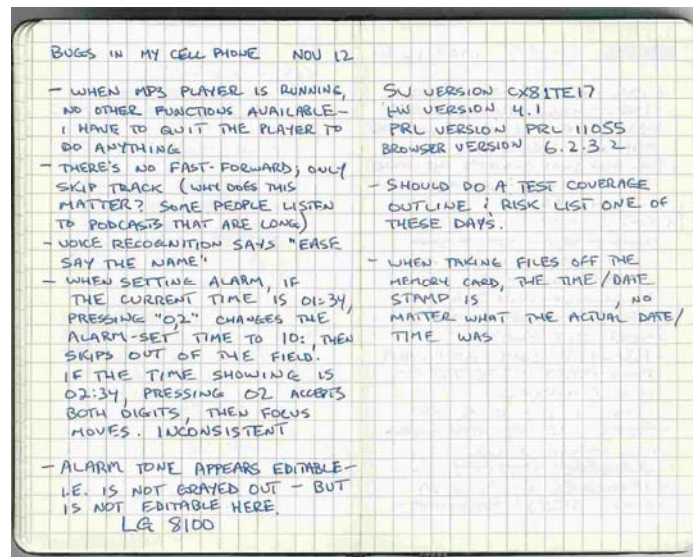 BUGS IN MY CELL PHONE NOV 12
- WHEN MP3 PLAYER IS RUNNING,
NO OTHER FUNCTIONS AVAILABLE-
I HAVE TO QUIT THE PLAYER TO
DO ANYTHING
- THERE'S NO FAST-FORWARD; ONLY
SKIP TRACK (WHY DOES THIS
MATTER? SOME PEOPLE LISTEN
TO PODCASTS THAT ARE LONG)
- VOICE RECOGNITION SAYS "EASE
SAY THE NAME"
- WHEN SETTING ALARM, IF
THE CURRENT TIME IS 01:34,
PRESSING "0,2" CHANGES THE
ALARM-SET TIME TO 10:, THEN
SKIPS OUT OF THE FIELD.
IF THE TIME SHOWING IS
02:34, PRESSING 02 ACCEPTS
BOTH DIGITS, THEN FOCUS
MOVES. INCONSISTENT
- ALARM TONE APPEARS EDITABLE-
I.E. IS NOT GRAYED OUT - BUT
IS NOT EDITABLE HERE.
LG 8100
SW VERSION CX81TE17
HW VERSION 4.1
PRL VERSION PRL 11055
BROWSER VERSION 6.2.3.2
- SHOULD DO A TEST COVERAGE
OUTLINE & RISK LIST ONE OF
THESE DAYS.
- WHEN TAKING FILES OFF THE
MEMORY CARD, THE TIME/DATE
STAMP IS , NO
MATTER WHAT THE ACTUAL DATE/
TIME WAS